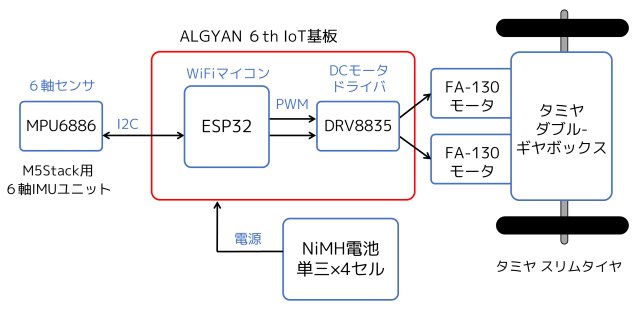 ALGYAN ６th IoT基板
６軸センサ
MPU6886
M5Stack用
６軸IMUユニット
I2C
WiFiマイコン
ESP32
PWM
DCモータ
ドライバ
DRV8835
FA-130
モータ
FA-130
モータ
タミヤ
ダブル-
ギヤボックス
電源
NiMH電池
単三×4セル
タミヤ スリムタイヤ